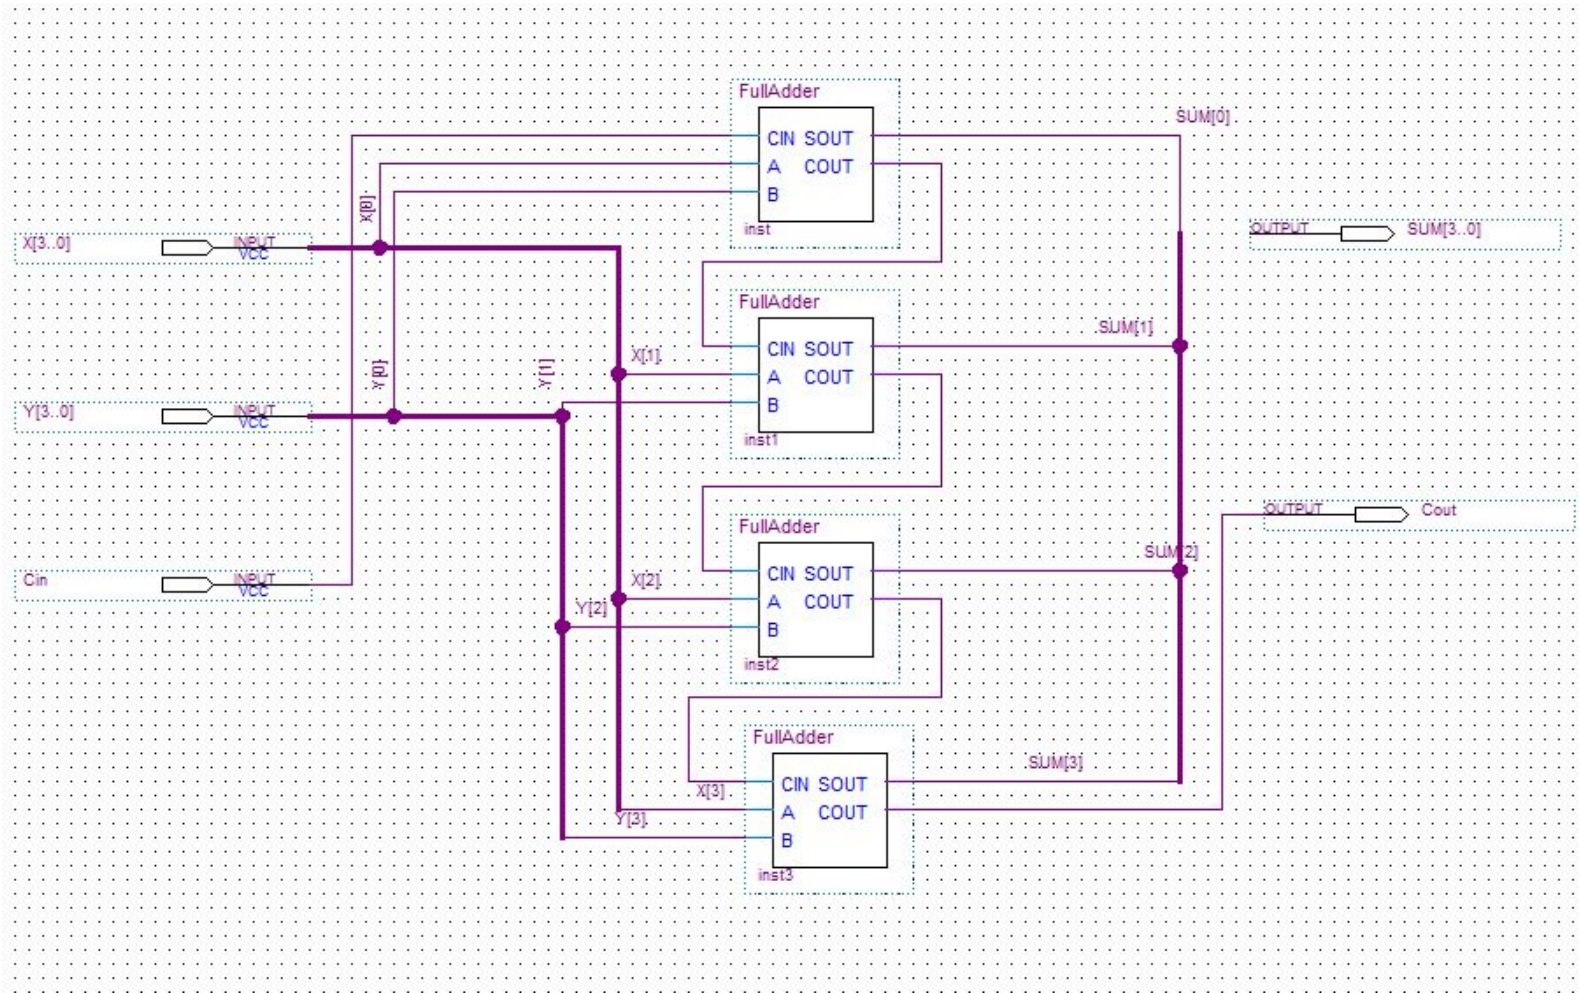 FullAdder
SUM[0]
CIN SOUT
A COUT
B
inst
X[0]
X[3..0]
INPUT
VCC
OUTPUT
SUM[3..0]
FullAdder
SUM[1]
CIN SOUT
A COUT
B
inst1
X[1]
Y[0]
Y[1]
Y[3..0]
INPUT
VCC
OUTPUT
Cout
FullAdder
SUM[2]
CIN SOUT
A COUT
B
inst2
Cin
INPUT
VCC
X[2]
Y[2]
FullAdder
SUM[3]
CIN SOUT
A COUT
B
inst3
X[3]
Y[3]